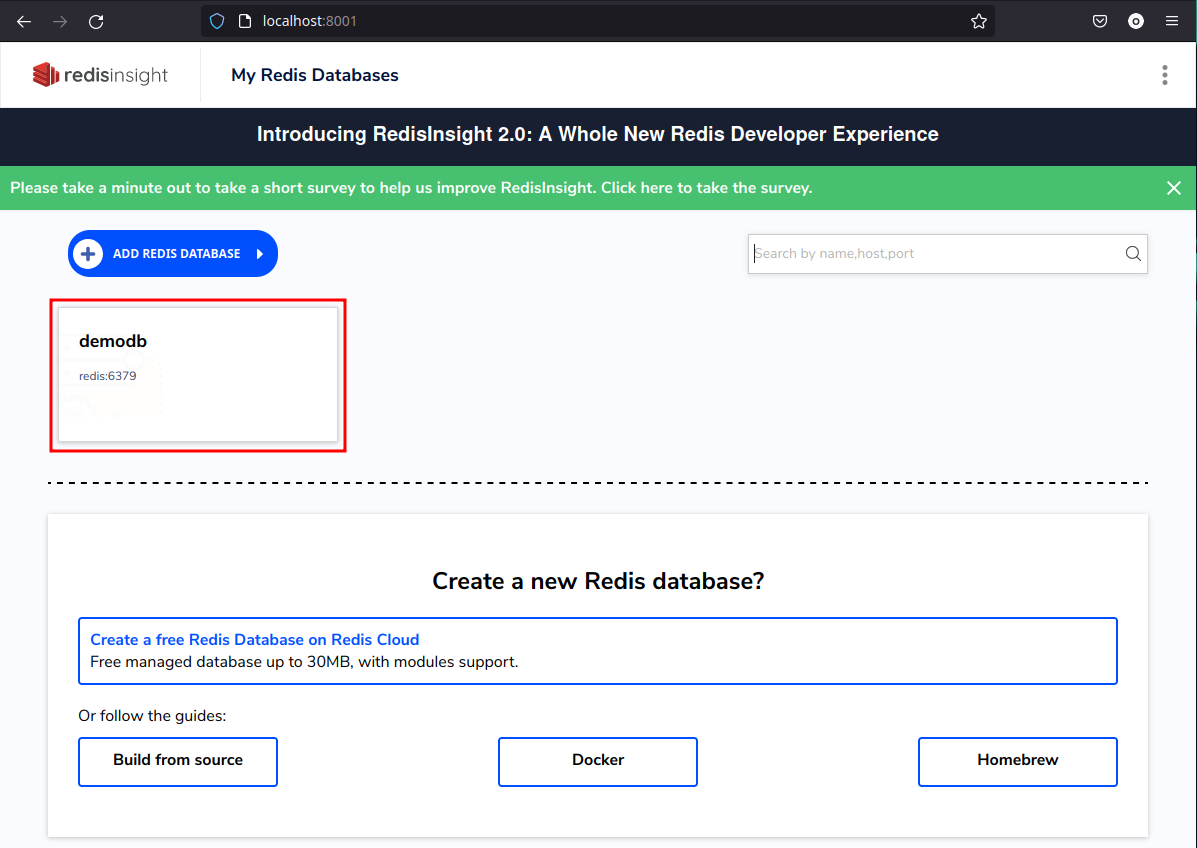 localhost:8001
redisinsight
My Redis Databases
Introducing RedisInsight 2.0: A Whole New Redis Developer Experience
Please take a minute out to take a short survey to help us improve RedisInsight. Click here to take the survey.
ADD REDIS DATABASE
Search by name,host,port
demodb
redis:6379
Create a new Redis database?
Create a free Redis Database on Redis Cloud
Free managed database up to 30MB, with modules support.
Or follow the guides:
Build from source
Docker
Homebrew